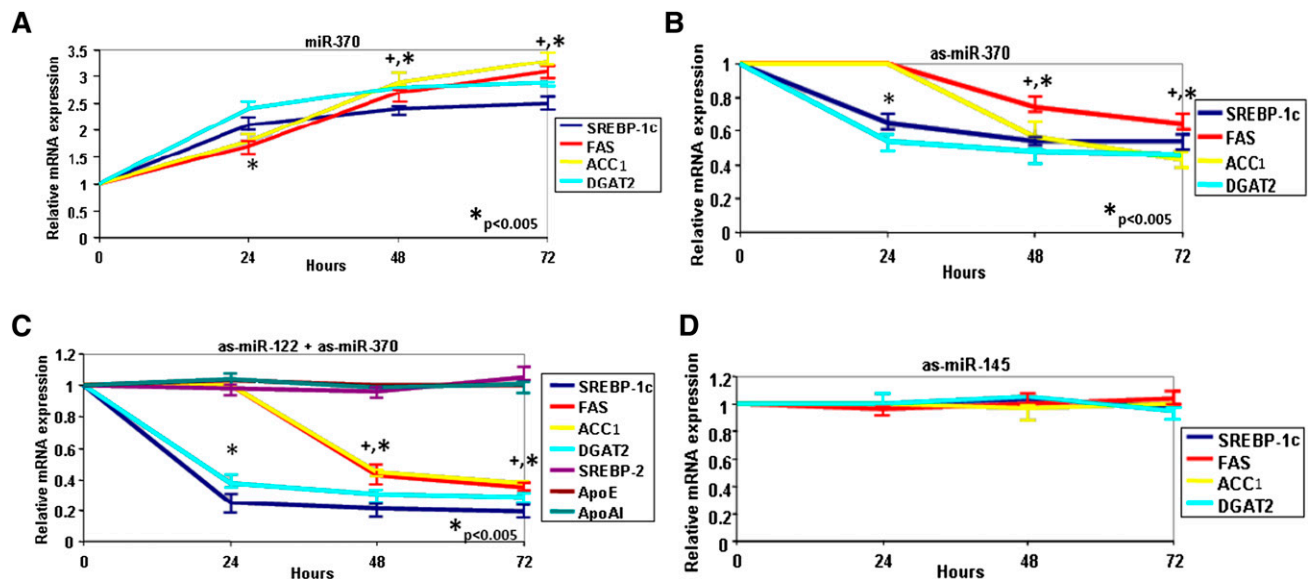 A
miR-370
Relative mRNA expression
3.5
3
2.5
2
1.5
1
0.5
0
+,*
+,*
*
* p<0.005
0 24 48 72
Hours
SREBP-1c
FAS
ACC1
DGAT2
B
as-miR-370
Relative mRNA expression
1
0.8
0.6
0.4
0.2
0
*
+,*
+,*
* p<0.005
0 24 48 72
Hours
SREBP-1c
FAS
ACC1
DGAT2
C
as-miR-122 + as-miR-370
Relative mRNA expression
1.2
1
0.8
0.6
0.4
0.2
0
*
+,*
+,*
* p<0.005
0 24 48 72
Hours
SREBP-1c
FAS
ACC1
DGAT2
SREBP-2
ApoE
ApoAI
D
as-miR-145
Relative mRNA expression
1.2
1
0.8
0.6
0.4
0.2
0
0 24 48 72
Hours
SREBP-1c
FAS
ACC1
DGAT2